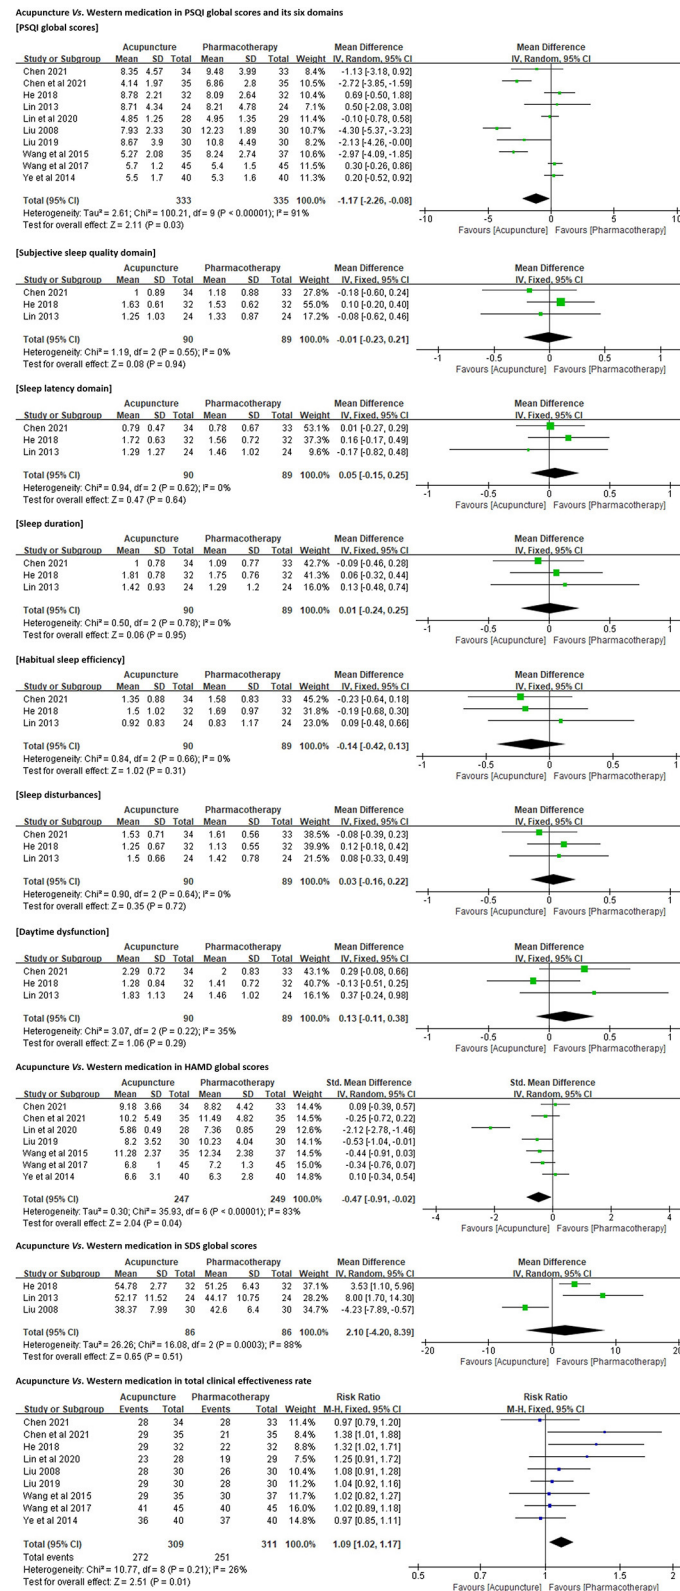 Acupuncture Vs. Western medication in PSQI global scores and its six domains
[PSQI global scores]
Acupuncture Pharmacotherapy Mean Difference Mean Difference
Study or Subgroup Mean SD Total Mean SD Total Weight IV, Random, 95% CI IV, Random, 95% CI
Chen 2021 8.35 4.57 34 9.48 3.99 33 8.4% -1.13 [-3.18, 0.92]
Chen et al 2021 4.14 1.97 35 6.86 2.8 35 10.5% -2.72 [-3.85, -1.59]
He 2018 8.78 2.21 32 8.09 2.64 32 10.4% 0.69 [-0.50, 1.88]
Lin 2013 8.71 4.34 24 8.21 4.78 24 7.1% 0.50 [-2.08, 3.08]
Lin et al 2020 4.85 1.25 28 4.95 1.35 29 11.2% -0.10 [-0.78, 0.58]
Liu 2008 7.93 2.33 30 12.23 1.89 30 10.6% -4.30 [-5.37, -3.23]
Liu 2019 8.67 3.9 30 10.8 4.49 30 8.2% -2.13 [-4.26, -0.00]
Wang et al 2015 5.27 2.08 35 8.24 2.74 37 10.5% -2.97 [-4.09, -1.85]
Wang et al 2017 5.7 1.2 45 5.4 1.5 45 11.3% 0.30 [-0.26, 0.86]
Ye et al 2014 5.5 1.7 40 5.3 1.6 40 11.2% 0.20 [-0.52, 0.92]
Total (95% CI) 333 335 100.0% -1.17 [-2.26, -0.08]
Heterogeneity: Tau² = 2.61; Chi² = 100.21, df = 9 (P < 0.00001); I² = 91%
Test for overall effect: Z = 2.11 (P = 0.03)
-10 -5 0 5 10
Favours [Acupuncture] Favours [Pharmacotherapy]
[Subjective sleep quality domain]
Acupuncture Pharmacotherapy Mean Difference Mean Difference
Study or Subgroup Mean SD Total Mean SD Total Weight IV, Fixed, 95% CI IV, Fixed, 95% CI
Chen 2021 1 0.89 34 1.18 0.88 33 27.8% -0.18 [-0.60, 0.24]
He 2018 1.63 0.61 32 1.53 0.62 32 55.0% 0.10 [-0.20, 0.40]
Lin 2013 1.25 1.03 24 1.33 0.87 24 17.2% -0.08 [-0.62, 0.46]
Total (95% CI) 90 89 100.0% -0.01 [-0.23, 0.21]
Heterogeneity: Chi² = 1.19, df = 2 (P = 0.55); I² = 0%
Test for overall effect: Z = 0.08 (P = 0.94)
-1 -0.5 0 0.5 1
Favours [Acupuncture] Favours [Pharmacotherapy]
[Sleep latency domain]
Acupuncture Pharmacotherapy Mean Difference Mean Difference
Study or Subgroup Mean SD Total Mean SD Total Weight IV, Fixed, 95% CI IV, Fixed, 95% CI
Chen 2021 0.79 0.47 34 0.78 0.67 33 53.1% 0.01 [-0.27, 0.29]
He 2018 1.72 0.63 32 1.56 0.72 32 37.3% 0.16 [-0.17, 0.49]
Lin 2013 1.29 1.27 24 1.46 1.02 24 9.6% -0.17 [-0.82, 0.48]
Total (95% CI) 90 89 100.0% 0.05 [-0.15, 0.25]
Heterogeneity: Chi² = 0.94, df = 2 (P = 0.62); I² = 0%
Test for overall effect: Z = 0.47 (P = 0.64)
-1 -0.5 0 0.5 1
Favours [Acupuncture] Favours [Pharmacotherapy]
[Sleep duration]
Acupuncture Pharmacotherapy Mean Difference Mean Difference
Study or Subgroup Mean SD Total Mean SD Total Weight IV, Fixed, 95% CI IV, Fixed, 95% CI
Chen 2021 1 0.78 34 1.09 0.77 33 42.7% -0.09 [-0.46, 0.28]
He 2018 1.81 0.78 32 1.75 0.76 32 41.3% 0.06 [-0.32, 0.44]
Lin 2013 1.42 0.93 24 1.29 1.2 24 16.0% 0.13 [-0.48, 0.74]
Total (95% CI) 90 89 100.0% 0.01 [-0.24, 0.25]
Heterogeneity: Chi² = 0.50, df = 2 (P = 0.78); I² = 0%
Test for overall effect: Z = 0.06 (P = 0.95)
-1 -0.5 0 0.5 1
Favours [Acupuncture] Favours [Pharmacotherapy]
[Habitual sleep efficiency]
Acupuncture Pharmacotherapy Mean Difference Mean Difference
Study or Subgroup Mean SD Total Mean SD Total Weight IV, Fixed, 95% CI IV, Fixed, 95% CI
Chen 2021 1.35 0.88 34 1.58 0.83 33 45.2% -0.23 [-0.64, 0.18]
He 2018 1.5 1.02 32 1.69 0.97 32 31.8% -0.19 [-0.68, 0.30]
Lin 2013 0.92 0.83 24 0.83 1.17 24 23.0% 0.09 [-0.48, 0.66]
Total (95% CI) 90 89 100.0% -0.14 [-0.42, 0.13]
Heterogeneity: Chi² = 0.84, df = 2 (P = 0.66); I² = 0%
Test for overall effect: Z = 1.02 (P = 0.31)
-1 -0.5 0 0.5 1
Favours [Acupuncture] Favours [Pharmacotherapy]
[Sleep disturbances]
Acupuncture Pharmacotherapy Mean Difference Mean Difference
Study or Subgroup Mean SD Total Mean SD Total Weight IV, Fixed, 95% CI IV, Fixed, 95% CI
Chen 2021 1.53 0.71 34 1.61 0.56 33 38.5% -0.08 [-0.39, 0.23]
He 2018 1.25 0.67 32 1.13 0.55 32 39.9% 0.12 [-0.18, 0.42]
Lin 2013 1.5 0.66 24 1.42 0.78 24 21.5% 0.08 [-0.33, 0.49]
Total (95% CI) 90 89 100.0% 0.03 [-0.16, 0.22]
Heterogeneity: Chi² = 0.90, df = 2 (P = 0.64); I² = 0%
Test for overall effect: Z = 0.35 (P = 0.72)
-1 -0.5 0 0.5 1
Favours [Acupuncture] Favours [Pharmacotherapy]
[Daytime dysfunction]
Acupuncture Pharmacotherapy Mean Difference Mean Difference
Study or Subgroup Mean SD Total Mean SD Total Weight IV, Fixed, 95% CI IV, Fixed, 95% CI
Chen 2021 2.29 0.72 34 2 0.83 33 43.1% 0.29 [-0.08, 0.66]
He 2018 1.28 0.84 32 1.41 0.72 32 40.7% -0.13 [-0.51, 0.25]
Lin 2013 1.83 1.13 24 1.46 1.02 24 16.1% 0.37 [-0.24, 0.98]
Total (95% CI) 90 89 100.0% 0.13 [-0.11, 0.38]
Heterogeneity: Chi² = 3.07, df = 2 (P = 0.22); I² = 35%
Test for overall effect: Z = 1.06 (P = 0.29)
-1 -0.5 0 0.5 1
Favours [Acupuncture] Favours [Pharmacotherapy]
Acupuncture Vs. Western medication in HAMD global scores
Acupuncture Pharmacotherapy Std. Mean Difference Std. Mean Difference
Study or Subgroup Mean SD Total Mean SD Total Weight IV, Random, 95% CI IV, Random, 95% CI
Chen 2021 9.18 3.66 34 8.82 4.42 33 14.4% 0.09 [-0.39, 0.57]
Chen et al 2021 10.2 5.49 35 11.49 4.82 35 14.5% -0.25 [-0.72, 0.22]
Lin et al 2020 5.86 0.49 28 7.36 0.85 29 12.1% -2.12 [-2.78, -1.46]
Liu 2019 8.2 3.52 30 10.23 4.04 30 14.1% -0.53 [-1.04, -0.01]
Wang et al 2015 11.28 2.37 35 12.34 2.38 37 14.5% -0.44 [-0.91, 0.03]
Wang et al 2017 6.8 1 45 7.2 1.3 45 15.1% -0.34 [-0.76, 0.07]
Ye et al 2014 6.6 3.1 40 6.3 2.8 40 14.8% 0.10 [-0.34, 0.54]
Total (95% CI) 247 249 100.0% -0.47 [-0.91, -0.02]
Heterogeneity: Tau² = 0.30; Chi² = 35.93, df = 6 (P < 0.00001); I² = 83%
Test for overall effect: Z = 2.04 (P = 0.04)
-4 -2 0 2 4
Favours [Acupuncture] Favours [Pharmacotherapy]
Acupuncture Vs. Western medication in SDS global scores
Acupuncture Pharmacotherapy Mean Difference Mean Difference
Study or Subgroup Mean SD Total Mean SD Total Weight IV, Random, 95% CI IV, Random, 95% CI
He 2018 54.78 2.77 32 51.25 6.43 32 37.1% 3.53 [1.10, 5.96]
Lin 2013 52.17 11.52 24 44.17 10.75 24 28.2% 8.00 [1.70, 14.30]
Liu 2008 38.37 7.99 30 42.6 6.4 30 34.7% -4.23 [-7.89, -0.57]
Total (95% CI) 86 86 100.0% 2.10 [-4.20, 8.39]
Heterogeneity: Tau² = 26.26; Chi² = 16.08, df = 2 (P = 0.0003); I² = 88%
Test for overall effect: Z = 0.65 (P = 0.51)
-20 -10 0 10 20
Favours [Acupuncture] Favours [Pharmacotherapy]
Acupuncture Vs. Western medication in total clinical effectiveness rate
Acupuncture Pharmacotherapy Risk Ratio Risk Ratio
Study or Subgroup Events Total Events Total Weight M-H, Fixed, 95% CI M-H, Fixed, 95% CI
Chen 2021 28 34 28 33 11.4% 0.97 [0.79, 1.20]
Chen et al 2021 29 35 21 35 8.4% 1.38 [1.01, 1.88]
He 2018 29 32 22 32 8.8% 1.32 [1.02, 1.71]
Lin et al 2020 23 28 19 29 7.5% 1.25 [0.91, 1.72]
Liu 2008 28 30 26 30 10.4% 1.08 [0.91, 1.28]
Liu 2019 29 30 28 30 11.2% 1.04 [0.92, 1.16]
Wang et al 2015 29 35 30 37 11.7% 1.02 [0.82, 1.27]
Wang et al 2017 41 45 40 45 16.0% 1.02 [0.89, 1.18]
Ye et al 2014 36 40 37 40 14.8% 0.97 [0.85, 1.11]
Total (95% CI) 309 311 100.0% 1.09 [1.02, 1.17]
Total events 272 251
Heterogeneity: Chi² = 10.77, df = 8 (P = 0.21); I² = 26%
Test for overall effect: Z = 2.51 (P = 0.01)
0.5 0.7 1 1.5 2
Favours [Acupuncture] Favours [Pharmacotherapy]